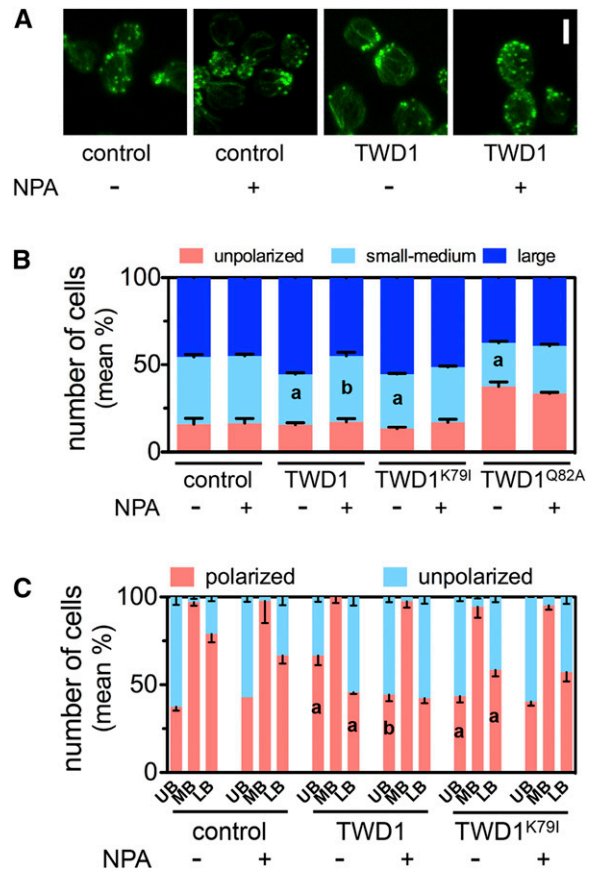 A
control control TWD1 TWD1
NPA - + - +
B
unpolarized small-medium large
number of cells
(mean %)
100
50
0
a b a a
control TWD1 TWD1K79I TWD1Q82A
NPA - + - + - + - +
C
polarized unpolarized
number of cells
(mean %)
100
50
0
a a b a a
UB MB LB UB MB LB UB MB LB UB MB LB UB MB LB UB MB LB
control TWD1 TWD1K79I
NPA - + - + - +